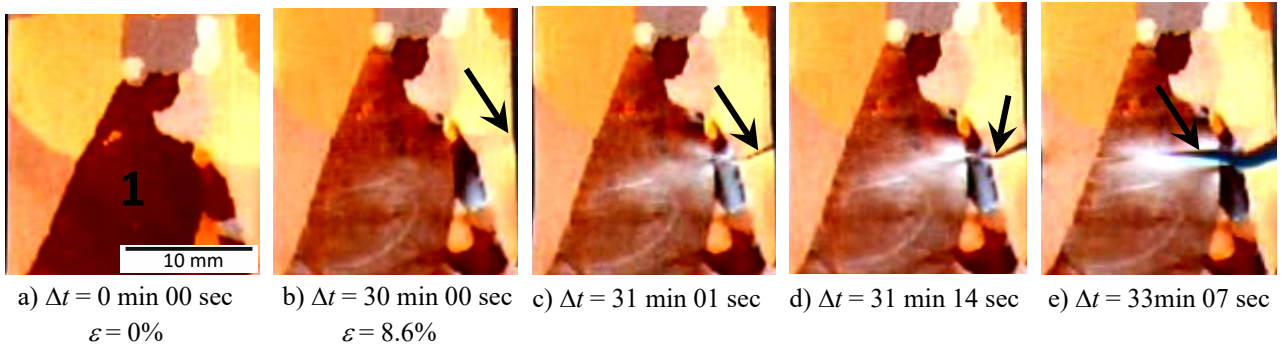 1
10 mm
a) Δt = 0 min 00 sec
ε = 0%
b) Δt = 30 min 00 sec
ε = 8.6%
c) Δt = 31 min 01 sec
d) Δt = 31 min 14 sec
e) Δt = 33min 07 sec